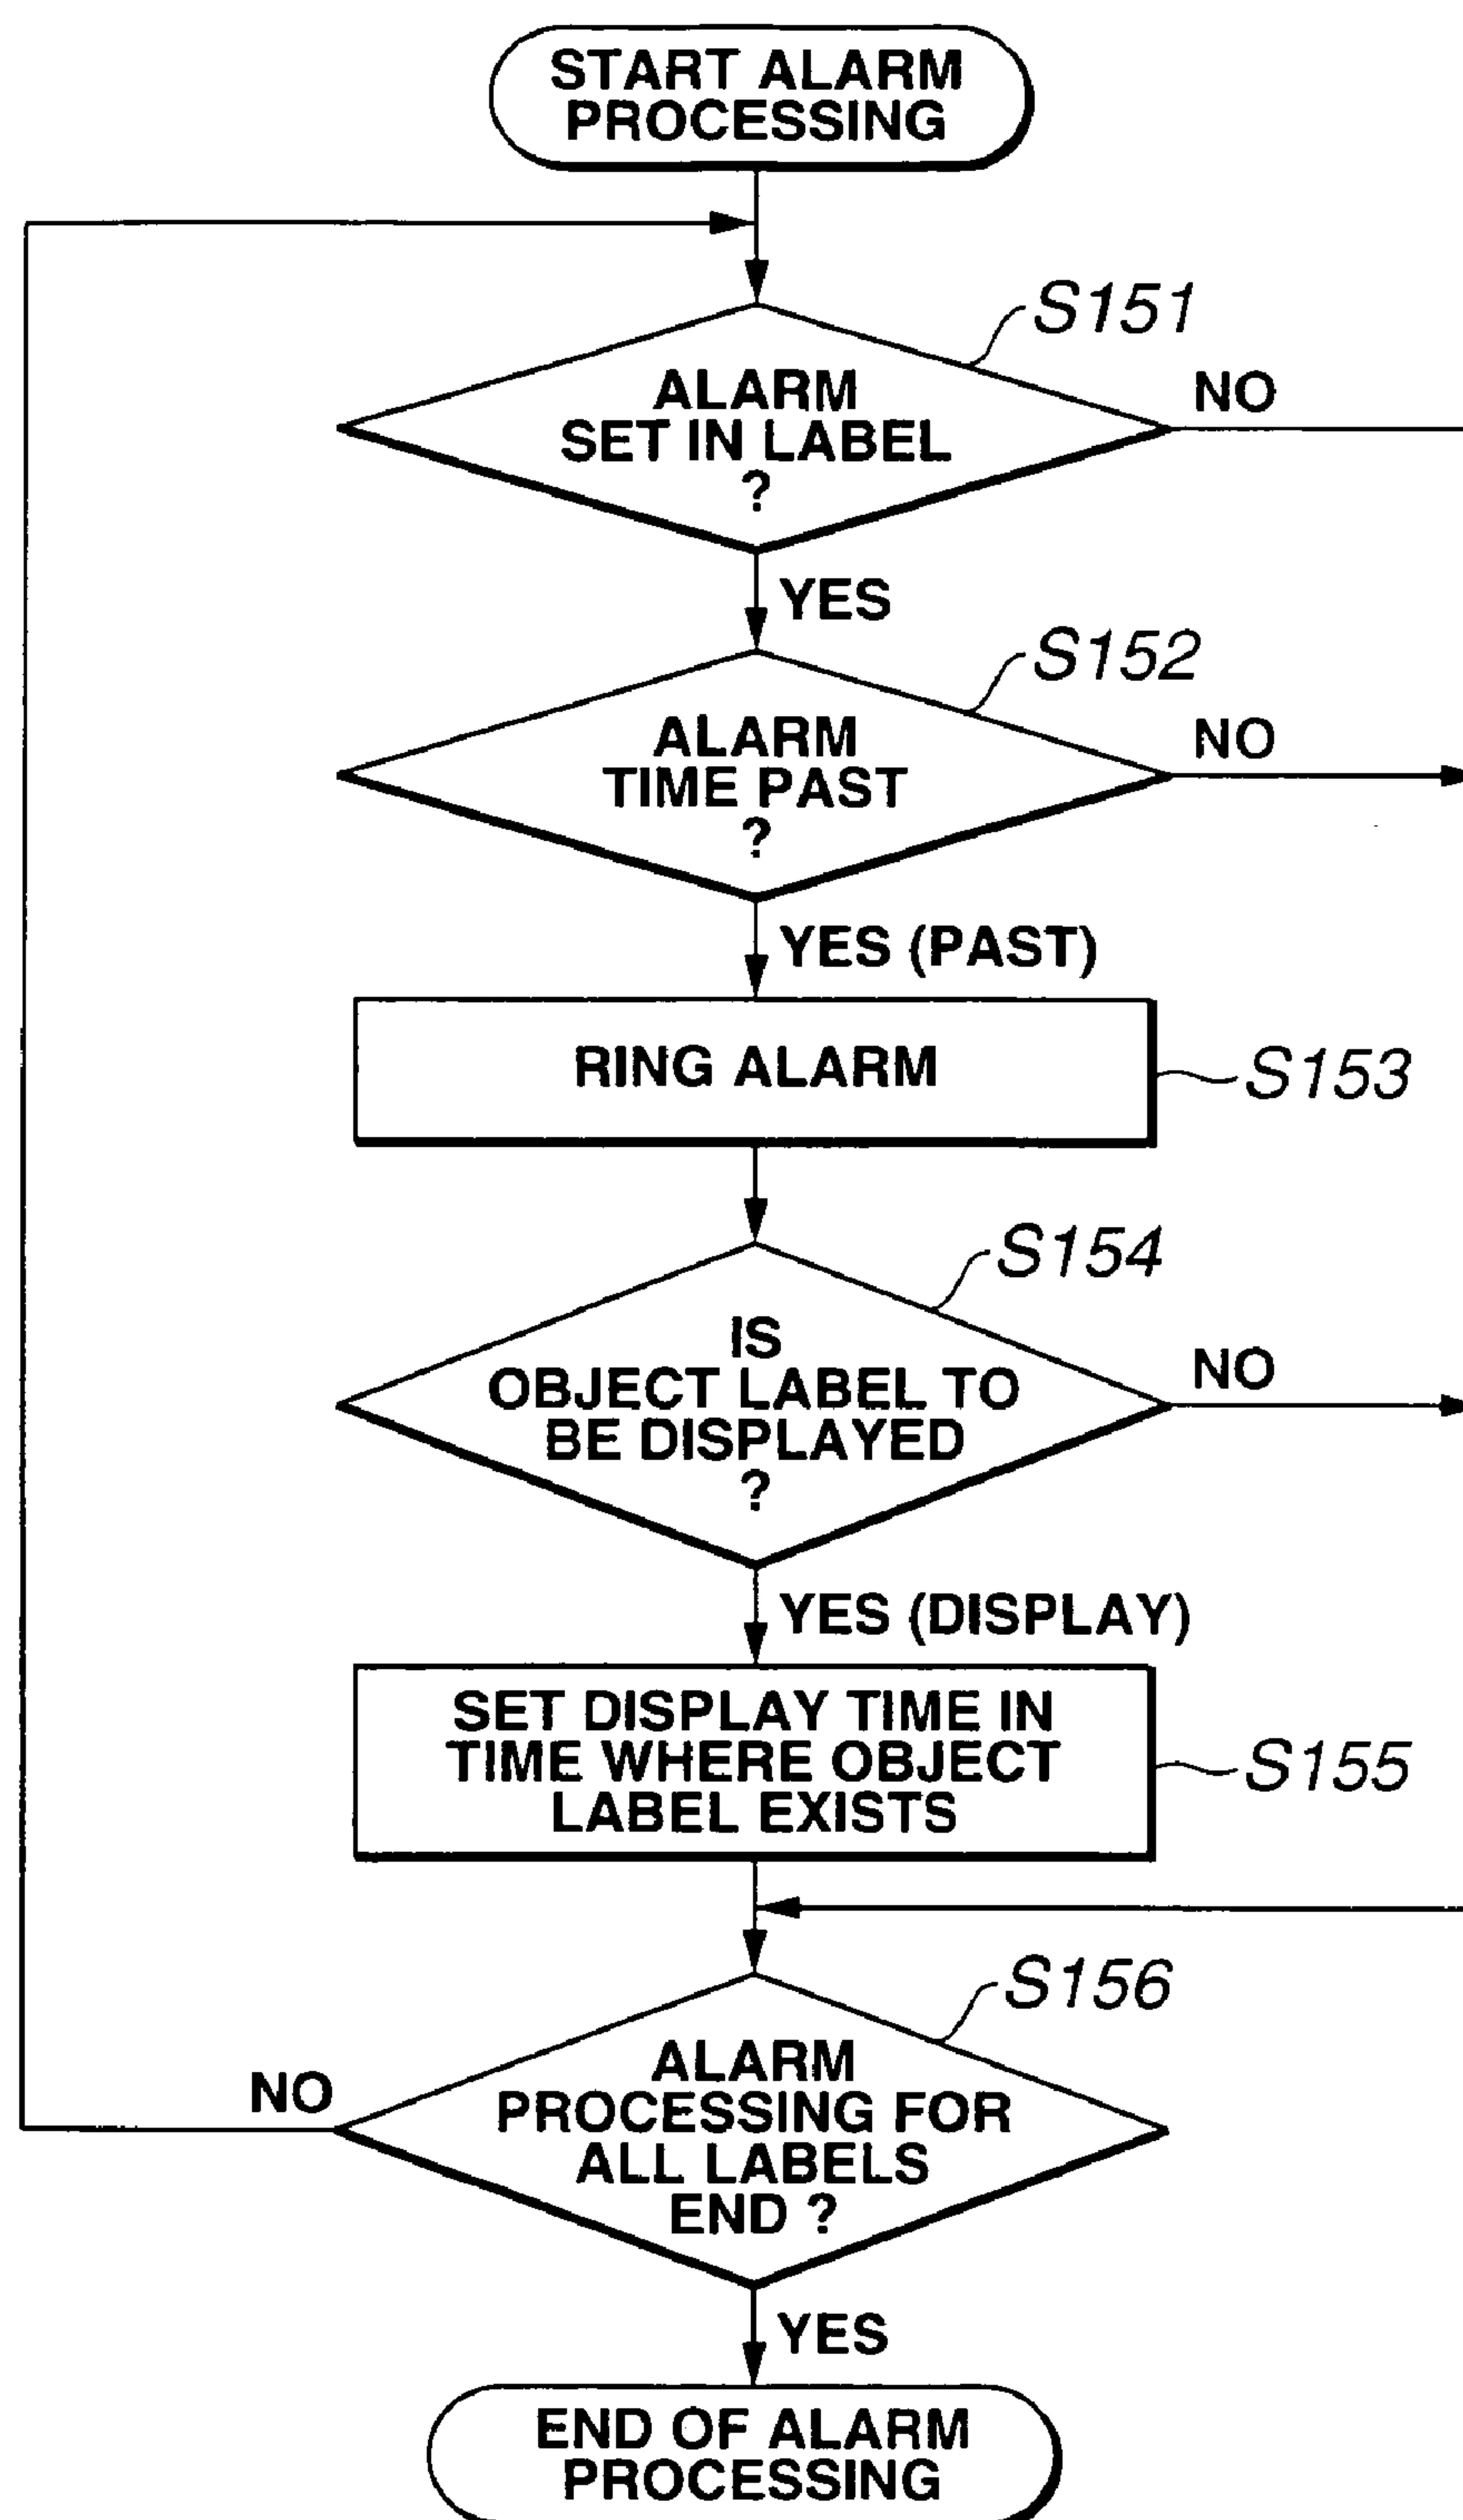 START ALARM
PROCESSING
S151
ALARM
SET IN LABEL
?
NO
YES
S152
ALARM
TIME PAST
?
NO
YES (PAST)
RING ALARM
S153
S154
IS
OBJECT LABEL TO
BE DISPLAYED
?
NO
YES (DISPLAY)
SET DISPLAY TIME IN
TIME WHERE OBJECT
LABEL EXISTS
S155
S156
ALARM
PROCESSING FOR
ALL LABELS
END ?
NO
YES
END OF ALARM
PROCESSING